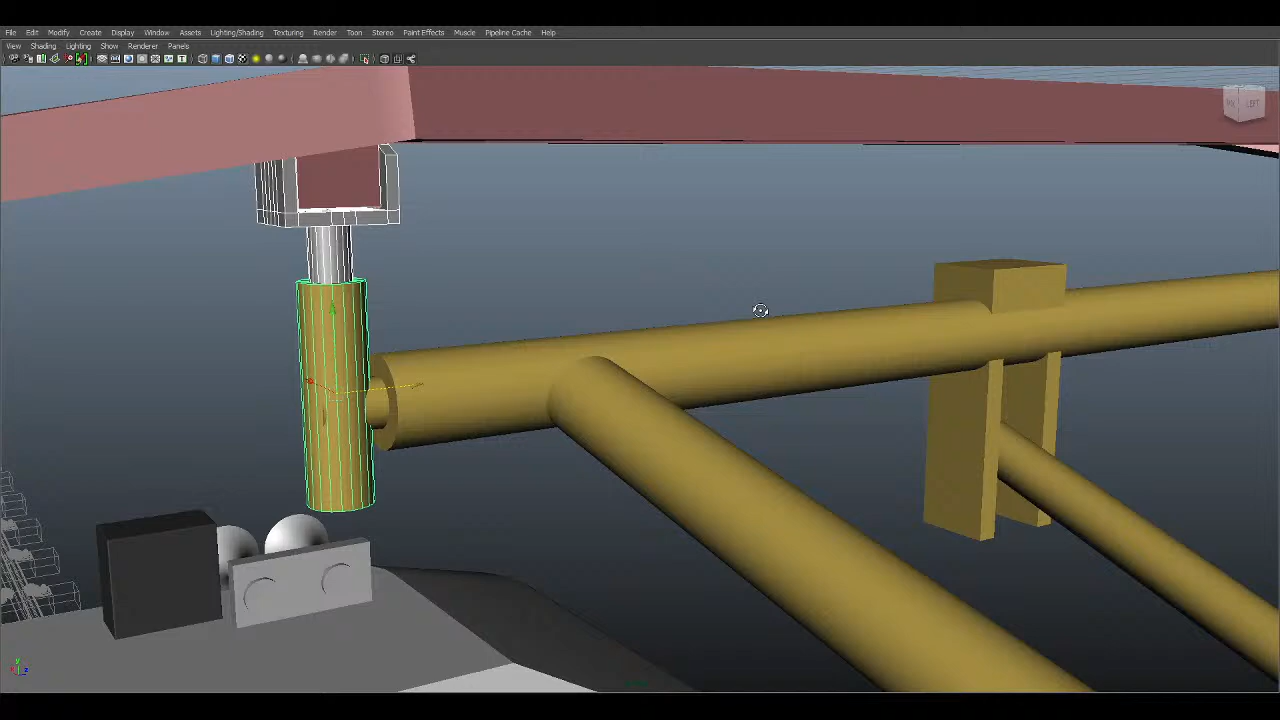 File Edit Modify Create Display Window Assets Lighting/Shading Texturing Render Toon Stereo Paint Effects Muscle Pipeline Cache Help
View Shading Lighting Show Renderer Panels
LEFT
y